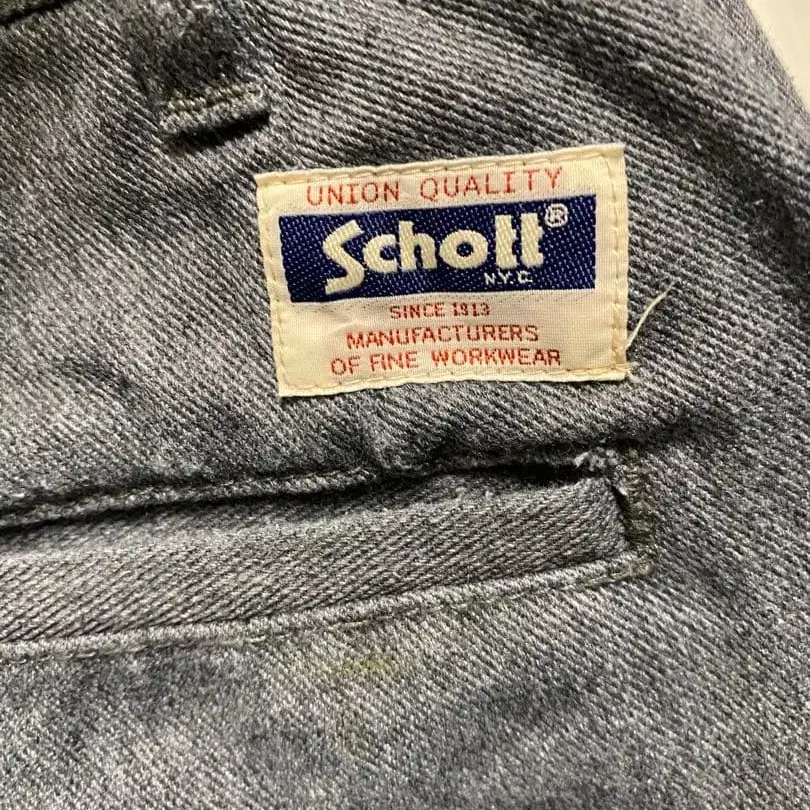 UNION QUALITY
Schott®
N.Y.C.
SINCE 1913
MANUFACTURERS
OF FINE WORKWEAR